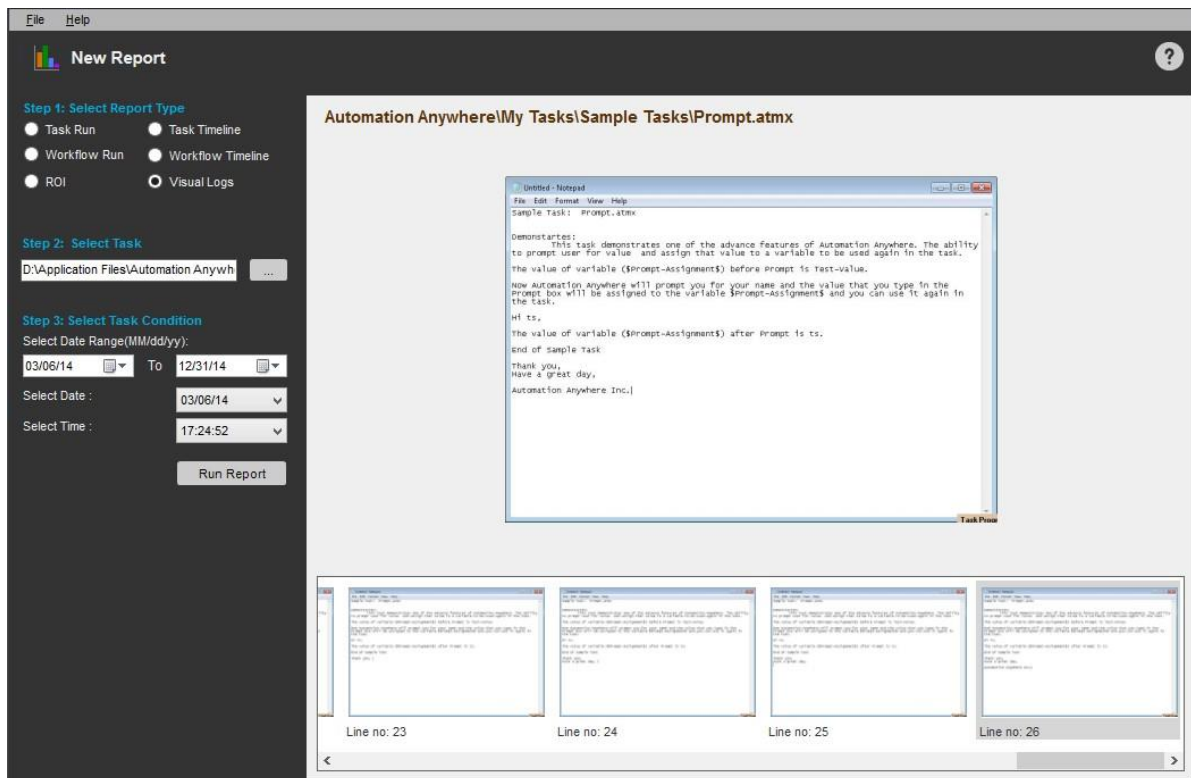 File Help
New Report
?
Step 1: Select Report Type
Task Run Task Timeline
Workflow Run Workflow Timeline
ROI Visual Logs
Step 2: Select Task
D:\Application Files\Automation Anywh ...
Step 3: Select Task Condition
Select Date Range(MM/dd/yy):
03/06/14 To 12/31/14
Select Date : 03/06/14
Select Time : 17:24:52
Run Report
Automation Anywhere\My Tasks\Sample Tasks\Prompt.atmx
Untitled - Notepad
File Edit Format View Help
Sample Task: Prompt.atmx
Demonstartes:
This task demonstrates one of the advance features of Automation Anywhere. The ability
to prompt user for value and assign that value to a variable to be used again in the task.
The value of variable ($Prompt-Assignment$) before Prompt is Test-Value.
Now Automation Anywhere will prompt you for your name and the value that you type in the
Prompt box will be assigned to the variable $Prompt-Assignment$ and you can use it again in
the task.
Hi ts,
The value of variable ($Prompt-Assignment$) after Prompt is ts.
End of Sample Task
Thank you,
Have a great day,
Automation Anywhere Inc.
Task
Line no: 23
Line no: 24
Line no: 25
Line no: 26